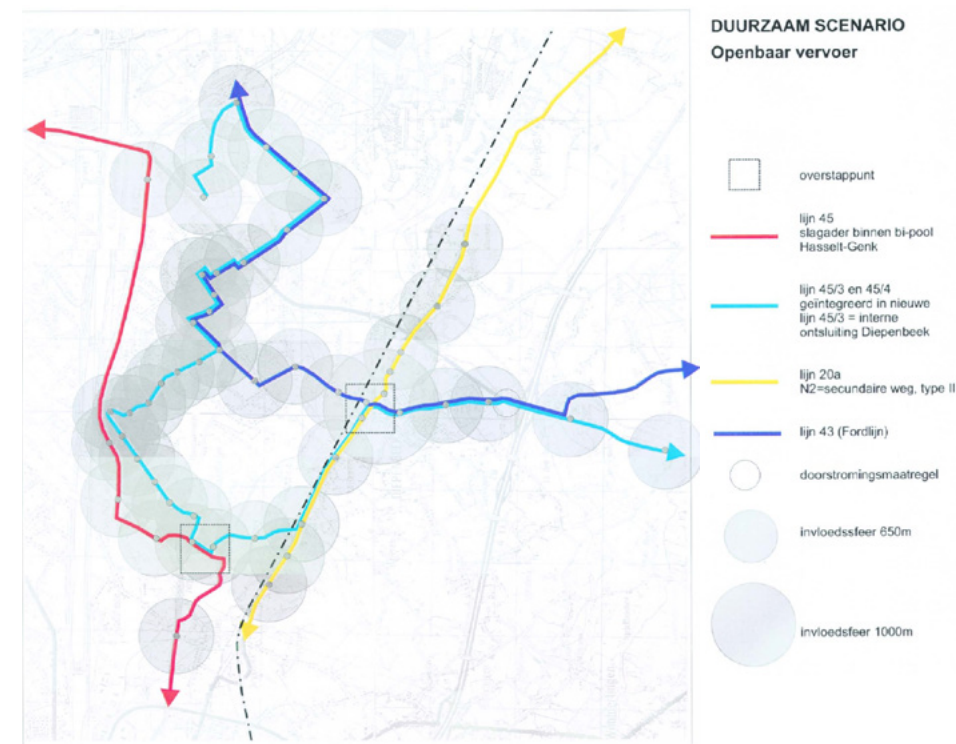 DUURZAAM SCENARIO
Openbaar vervoer
overstappunt
lijn 45
slagader binnen bi-pool
Hasselt-Genk
lijn 45/3 en 45/4
geïntegreerd in nieuwe
lijn 45/3 = interne
ontsluiting Diepenbeek
lijn 20a
N2=secundaire weg, type II
lijn 43 (Fordlijn)
doorstromingsmaatregel
invloedssfeer 650m
invloedsfeer 1000m